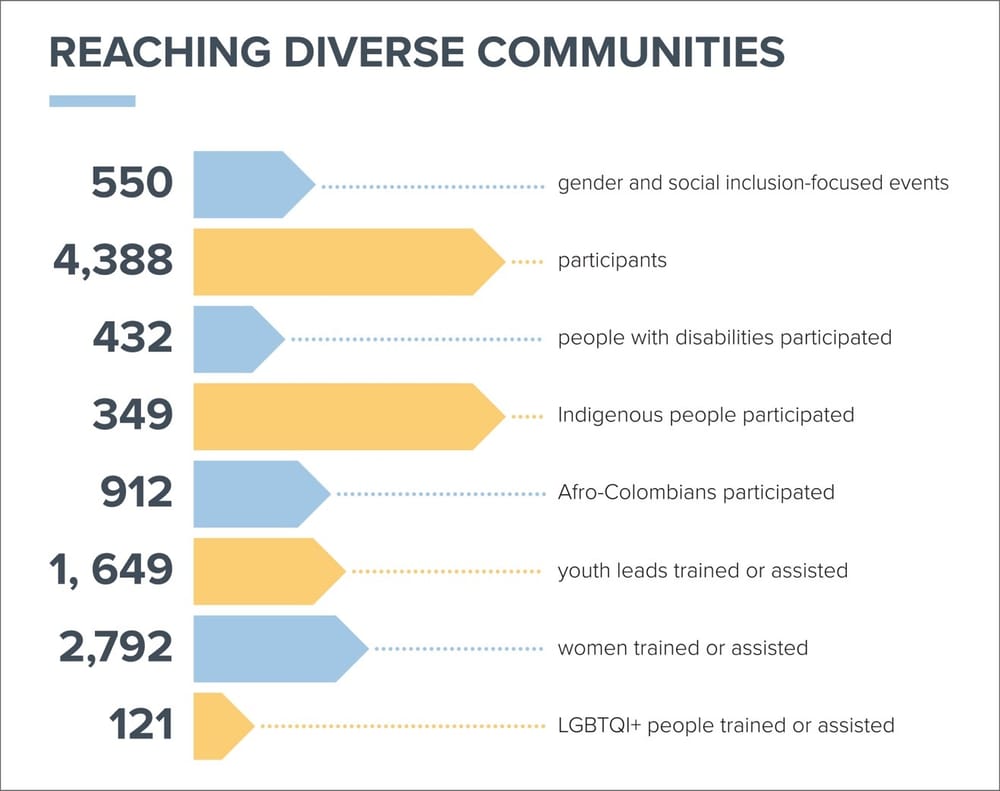 REACHING DIVERSE COMMUNITIES
550 gender and social inclusion-focused events
4,388 participants
432 people with disabilities participated
349 Indigenous people participated
912 Afro-Colombians participated
1, 649 youth leads trained or assisted
2,792 women trained or assisted
121 LGBTQI+ people trained or assisted